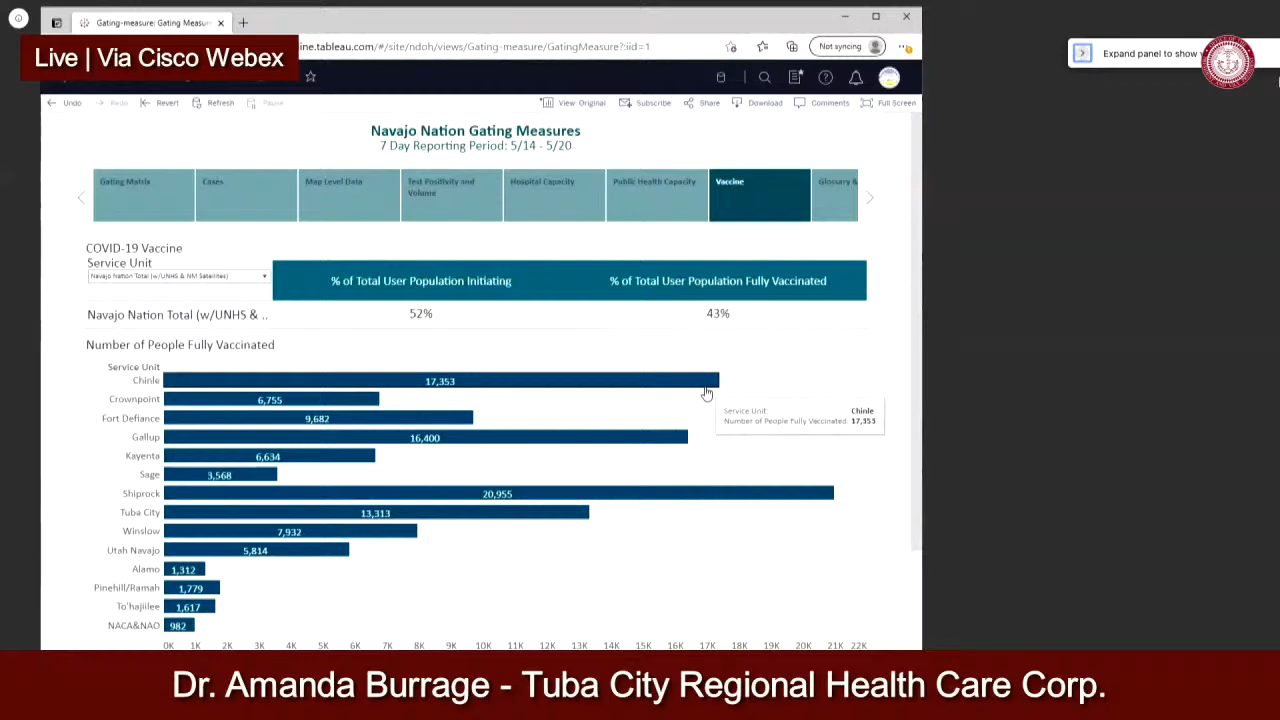 Gating-measure: Gating Measur
Live | Via Cisco Webex
ine.tableau.com/#/site/ndoh/views/Gating-measure/GatingMeasure?:iid=1
Not syncing
Expand panel to show
Undo Redo Revert Refresh Pause View: Original Subscribe Share Download Comments Full Screen
Navajo Nation Gating Measures
7 Day Reporting Period: 5/14 - 5/20
Gating Matrix
Cases
Map Level Data
Test Positivity and
Volume
Hospital Capacity
Public Health Capacity
Vaccine
Glossary &
COVID-19 Vaccine
Service Unit
Navajo Nation Total (w/UNHS & NM Satellites)
% of Total User Population Initiating % of Total User Population Fully Vaccinated
Navajo Nation Total (w/UNHS & .. 52% 43%
Number of People Fully Vaccinated
Service Unit
Chinle 17,353
Crownpoint 6,755
Service Unit: Chinle
Number of People Fully Vaccinated: 17,353
Fort Defiance 9,682
Gallup 16,400
Kayenta 6,634
Sage 3,568
Shiprock 20,955
Tuba City 13,313
Winslow 7,932
Utah Navajo 5,814
Alamo 1,312
Pinehill/Ramah 1,779
To'hajiilee 1,617
NACA&NAO 982
0K 1K 2K 3K 4K 5K 6K 7K 8K 9K 10K 11K 12K 13K 14K 15K 16K 17K 18K 19K 20K 21K 22K
Dr. Amanda Burrage - Tuba City Regional Health Care Corp.